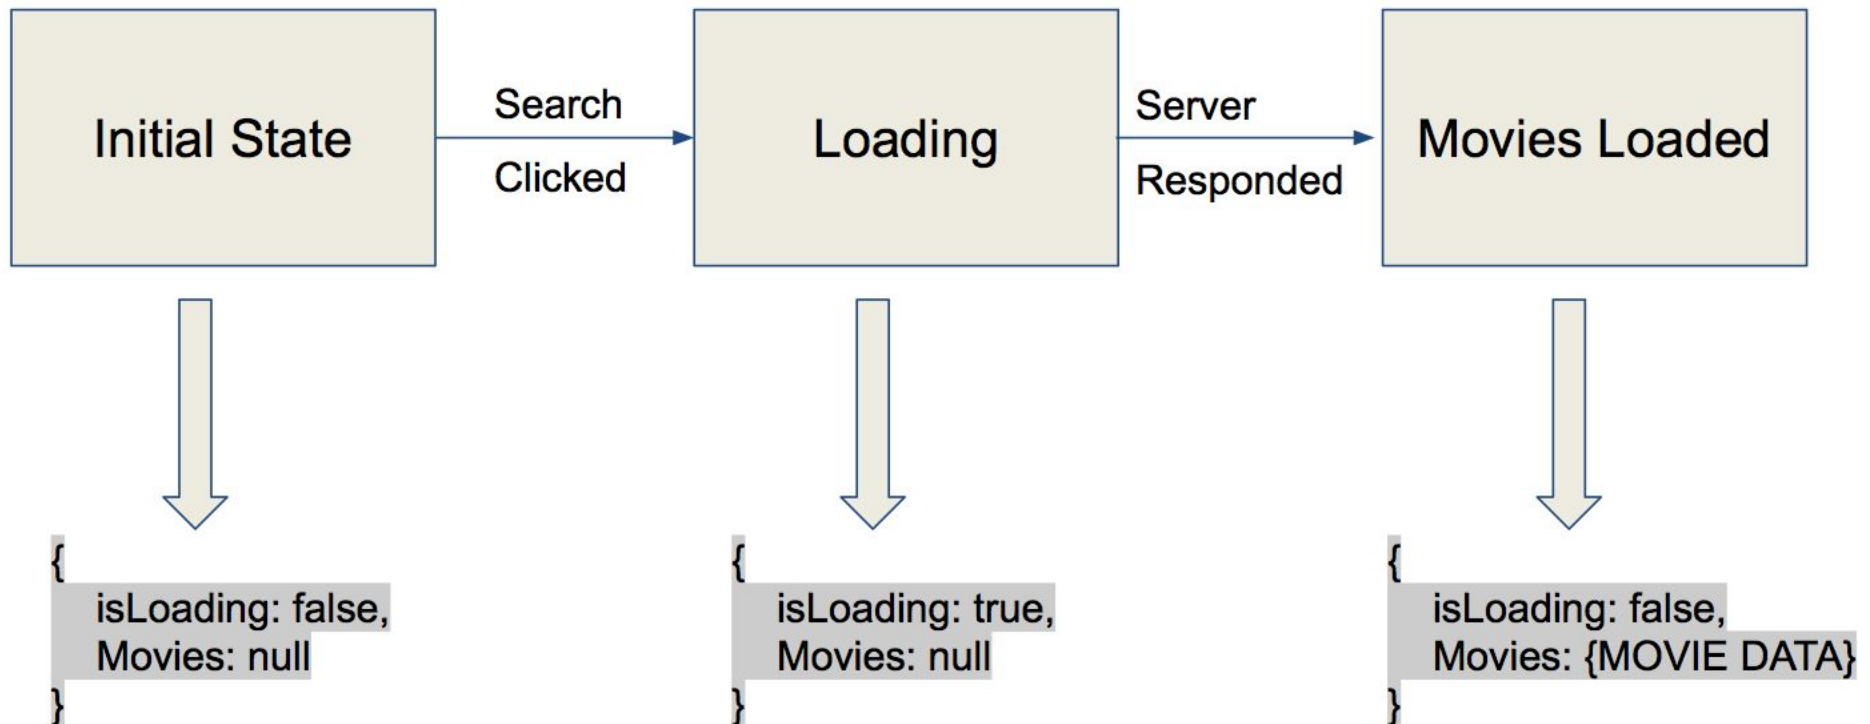 Initial State
Search
Clicked
Loading
Server
Responded
Movies Loaded
{
isLoading: false,
Movies: null
}
{
isLoading: true,
Movies: null
}
{
isLoading: false,
Movies: {MOVIE DATA}
}